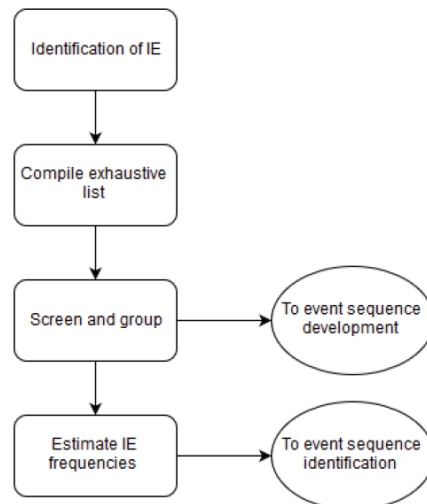 Identification of IE
Compile exhaustive
list
Screen and group
To event sequence
development
Estimate IE
frequencies
To event sequence
identification